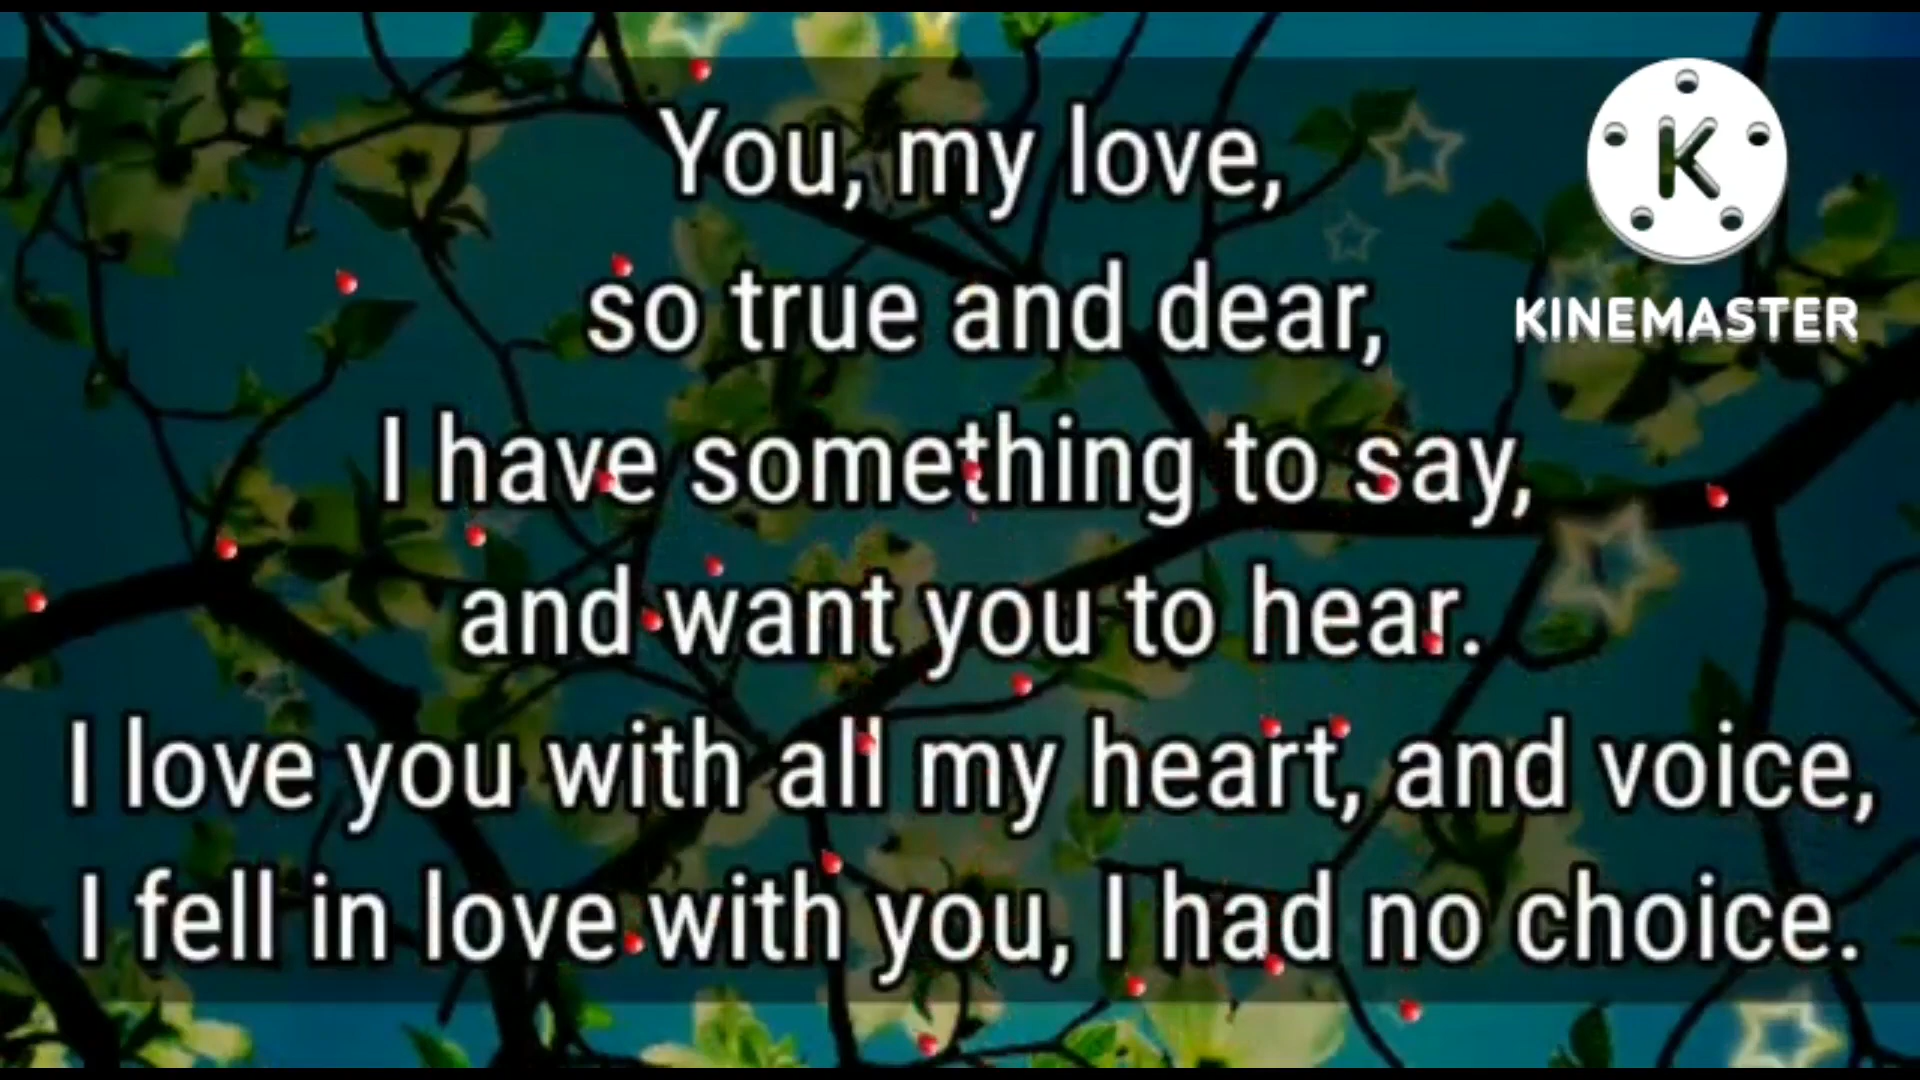 You, my love,
so true and dear,
I have something to say,
and want you to hear.
I love you with all my heart, and voice,
I fell in love with you, I had no choice.
K
KINEMASTER